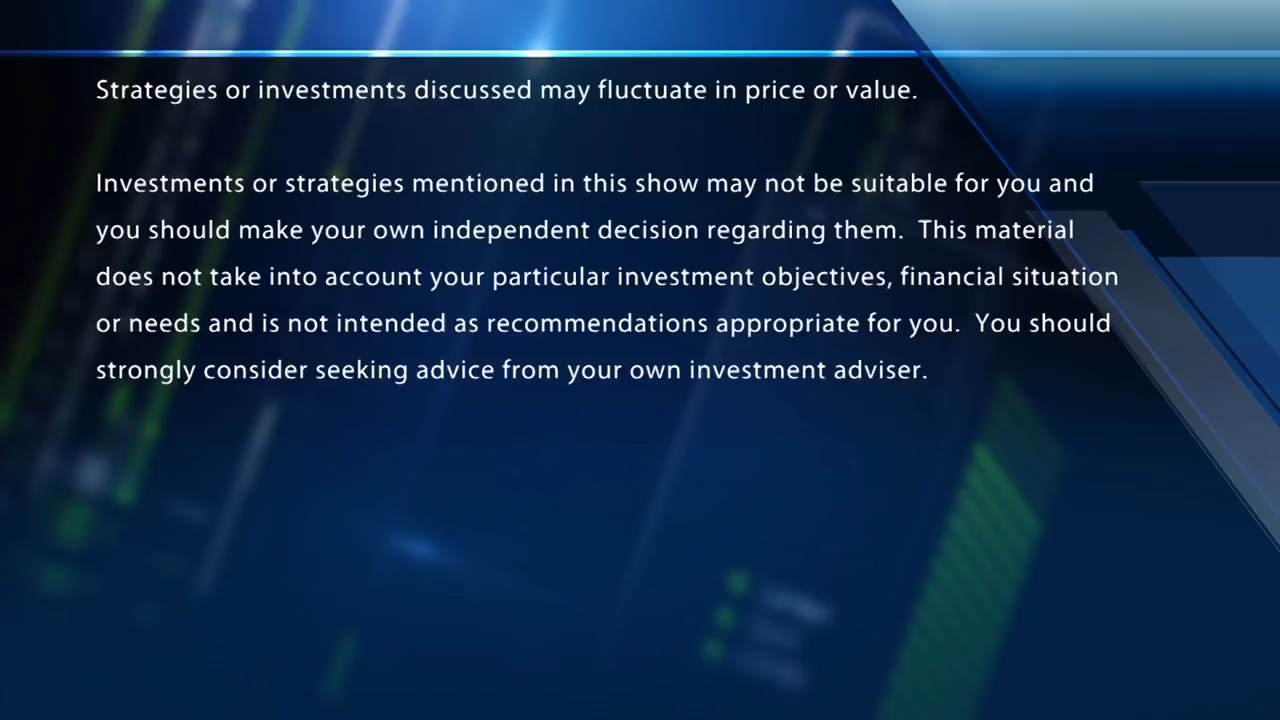 Strategies or investments discussed may fluctuate in price or value.
Investments or strategies mentioned in this show may not be suitable for you and
you should make your own independent decision regarding them.  This material
does not take into account your particular investment objectives, financial situation
or needs and is not intended as recommendations appropriate for you.  You should
strongly consider seeking advice from your own investment adviser.